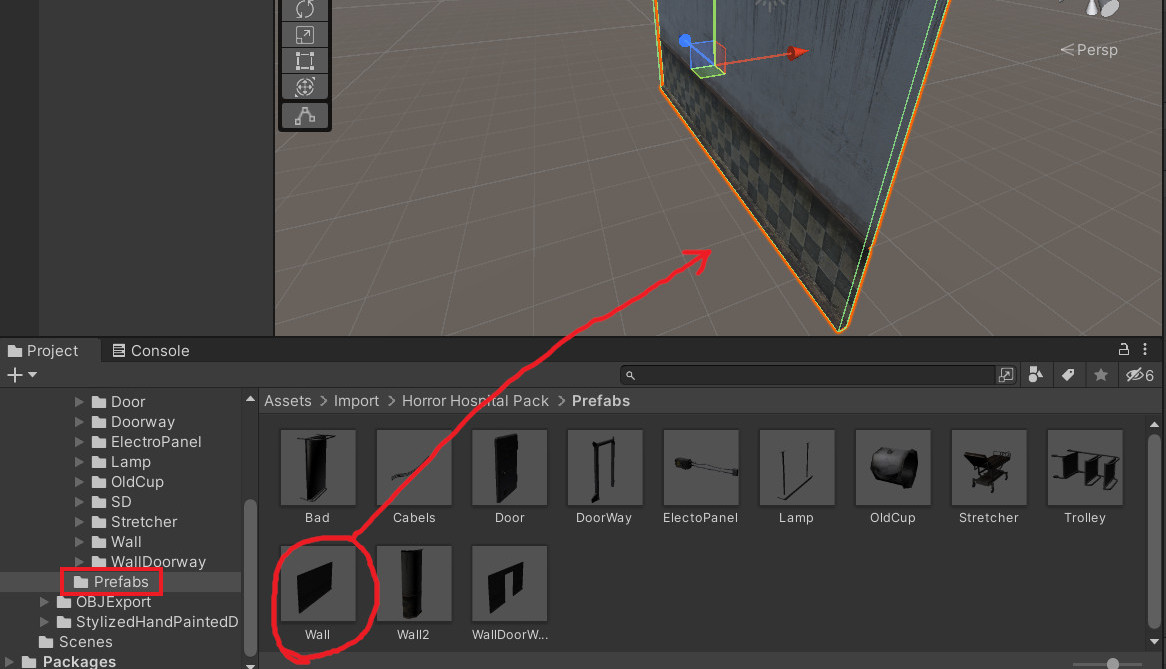 Persp
Project
Console
6
Assets > Import > Horror Hospital Pack > Prefabs
Door
Doorway
ElectroPanel
Lamp
OldCup
SD
Stretcher
Wall
WallDoorway
Prefabs
OBJExport
StylizedHandPaintedD
Scenes
Packages
Bad Cabels Door DoorWay ElectoPanel Lamp OldCup Stretcher Trolley
Wall Wall2 WallDoorW...